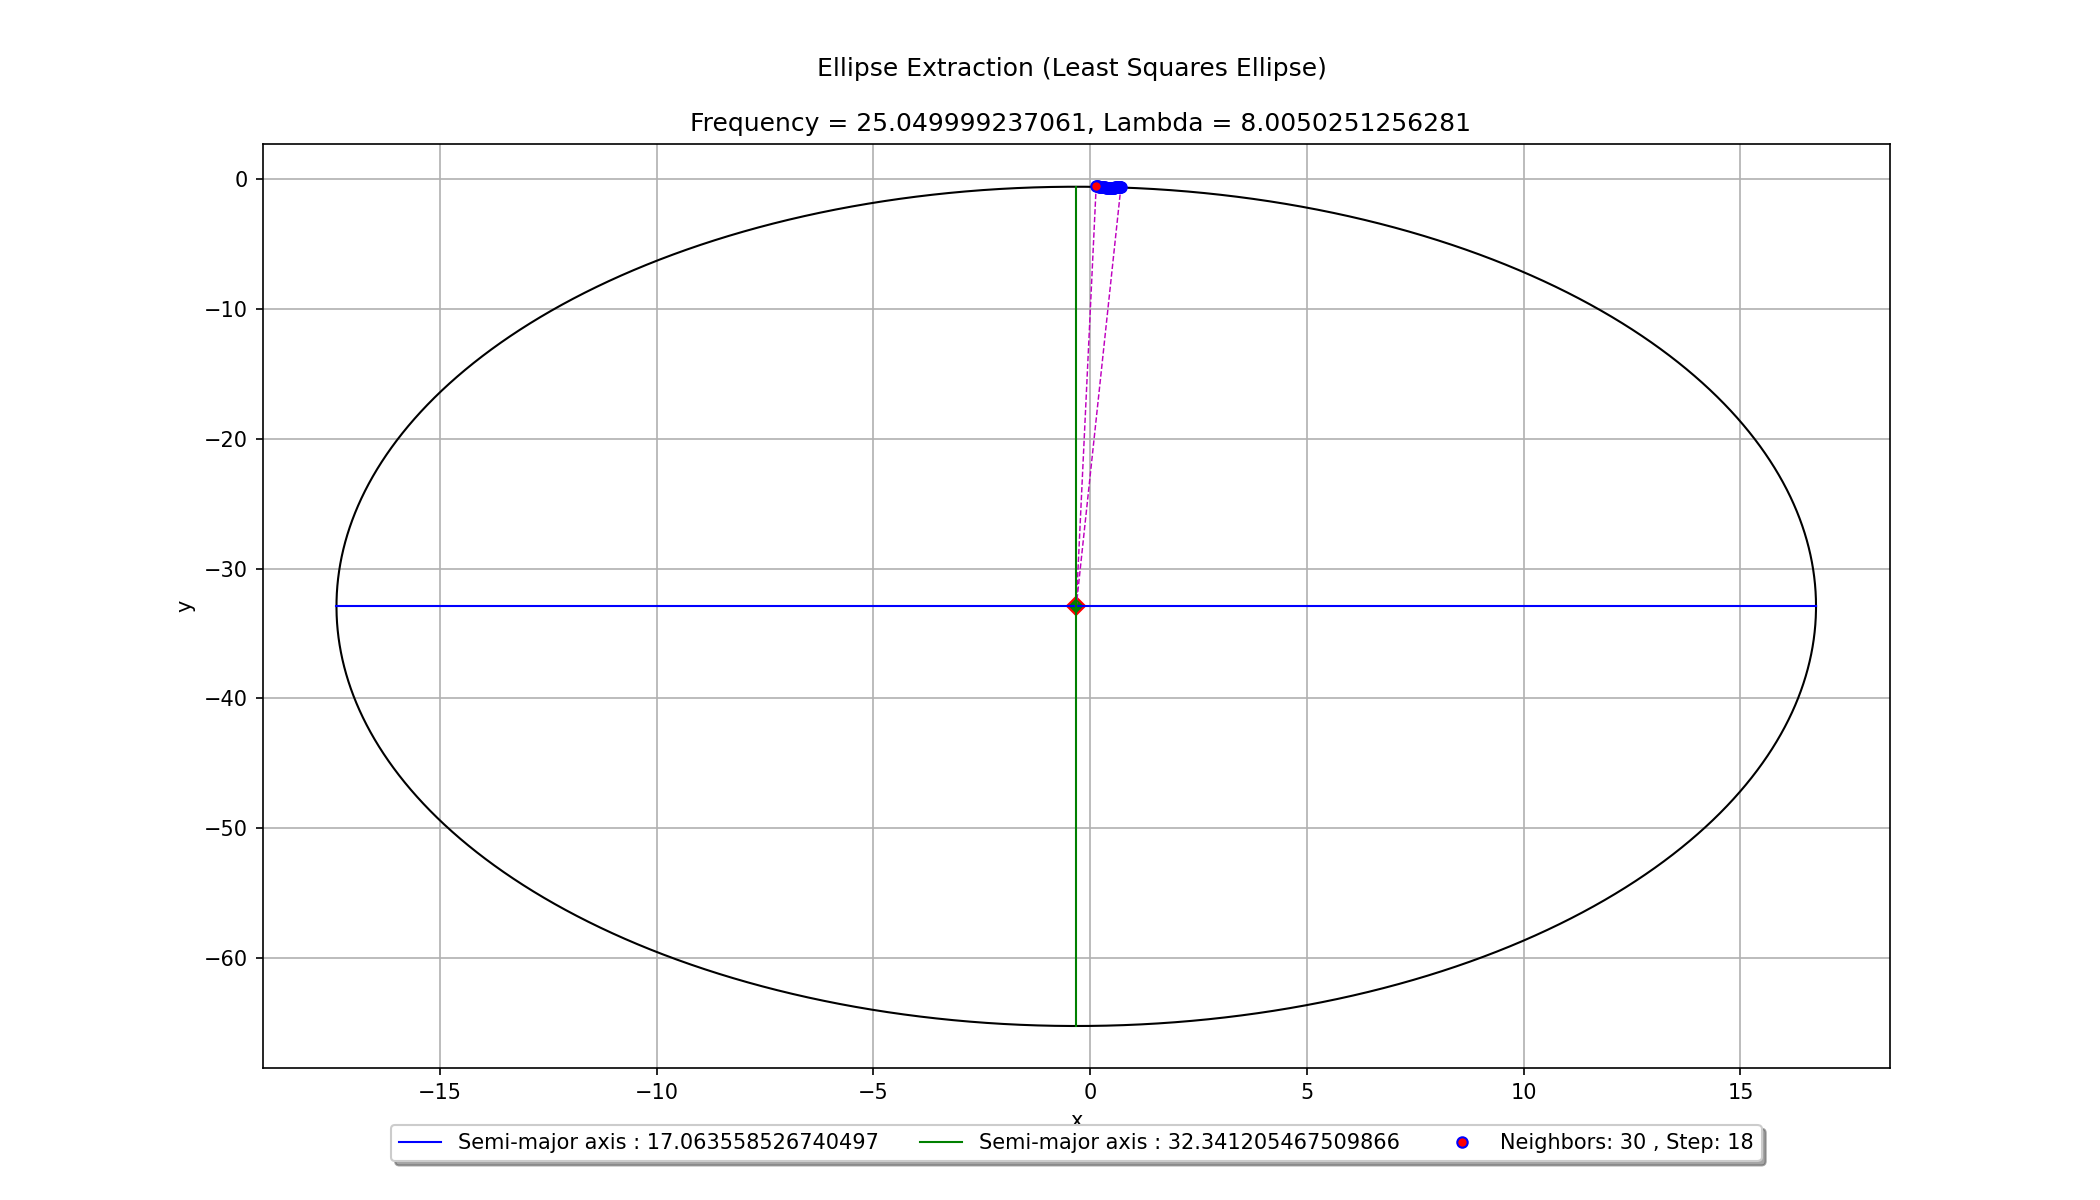 Ellipse Extraction (Least Squares Ellipse)
Frequency = 25.049999237061, Lambda = 8.0050251256281
0
−10
−20
−30
−40
−50
−60
y
−15 −10 −5 0 5 10 15
x
Semi-major axis : 17.063558526740497 Semi-major axis : 32.341205467509866 Neighbors: 30 , Step: 18